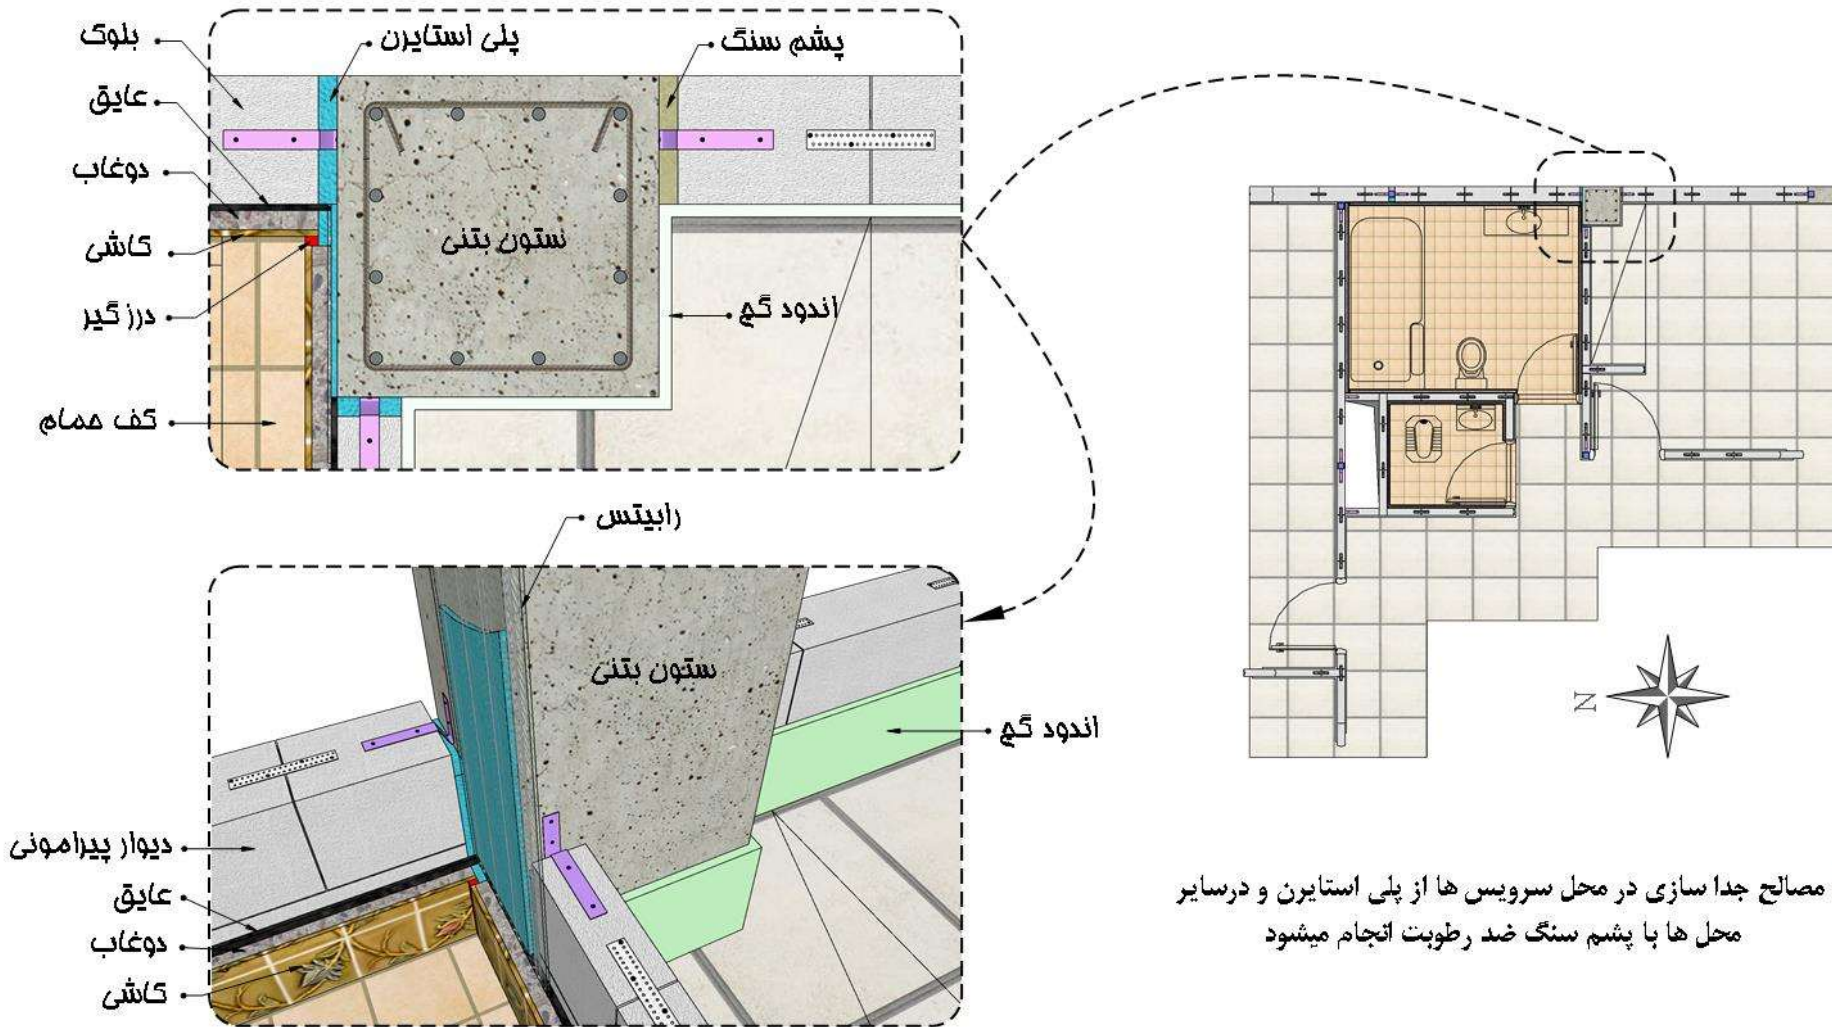 پلی استایرن
پشم سنگ
بلوک
عایق
دوغاب
کاشی
درز گیر
کف حمام
ستون بتنی
اندود گچ
رابیتس
ستون بتنی
اندود گچ
دیوار پیرامونی
عایق
دوغاب
کاشی
N
مصالح جدا سازی در محل سرویس ها از پلی استایرن و درسایر
محل ها با پشم سنگ ضد رطوبت انجام میشود